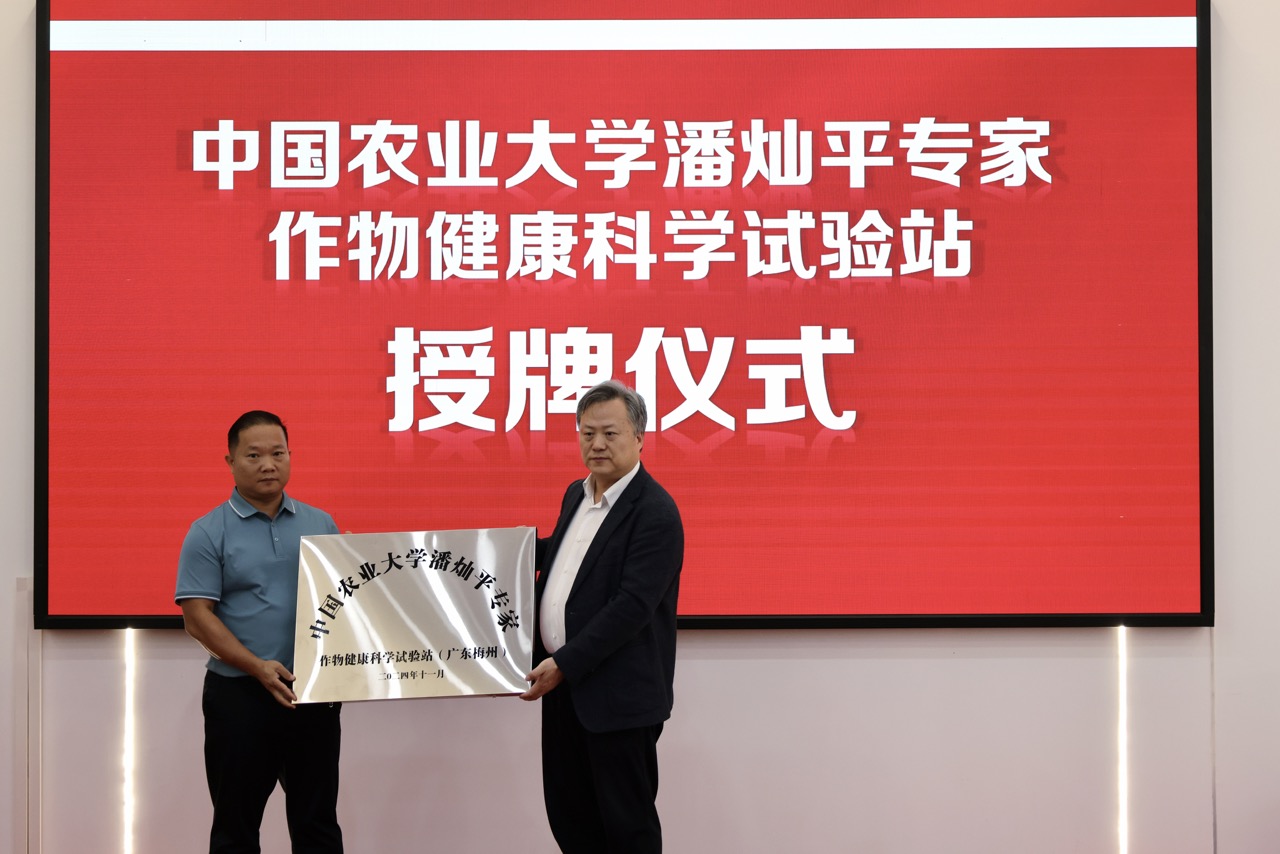 中国农业大学潘灿平专家
作物健康科学试验站
授牌仪式
中国农业大学潘灿平专家
作物健康科学试验站（广东梅州）
二〇二四年十一月